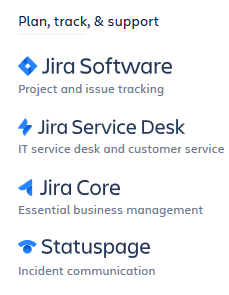 Plan, track, & support
Jira Software
Project and issue tracking
Jira Service Desk
IT service desk and customer service
Jira Core
Essential business management
Statuspage
Incident communication